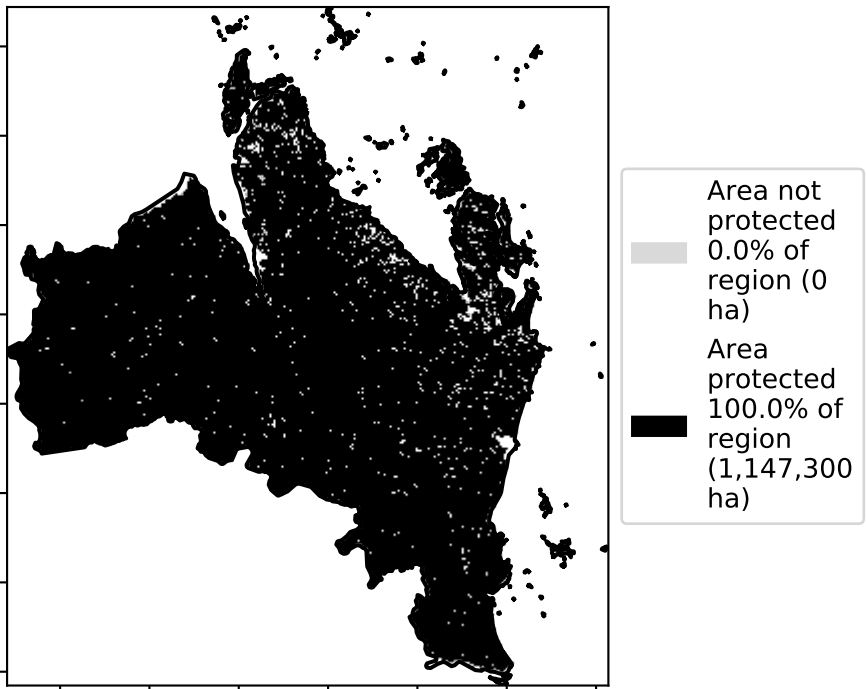 Area not
protected
0.0% of
region (0
ha)
Area
protected
100.0% of
region
(1,147,300
ha)